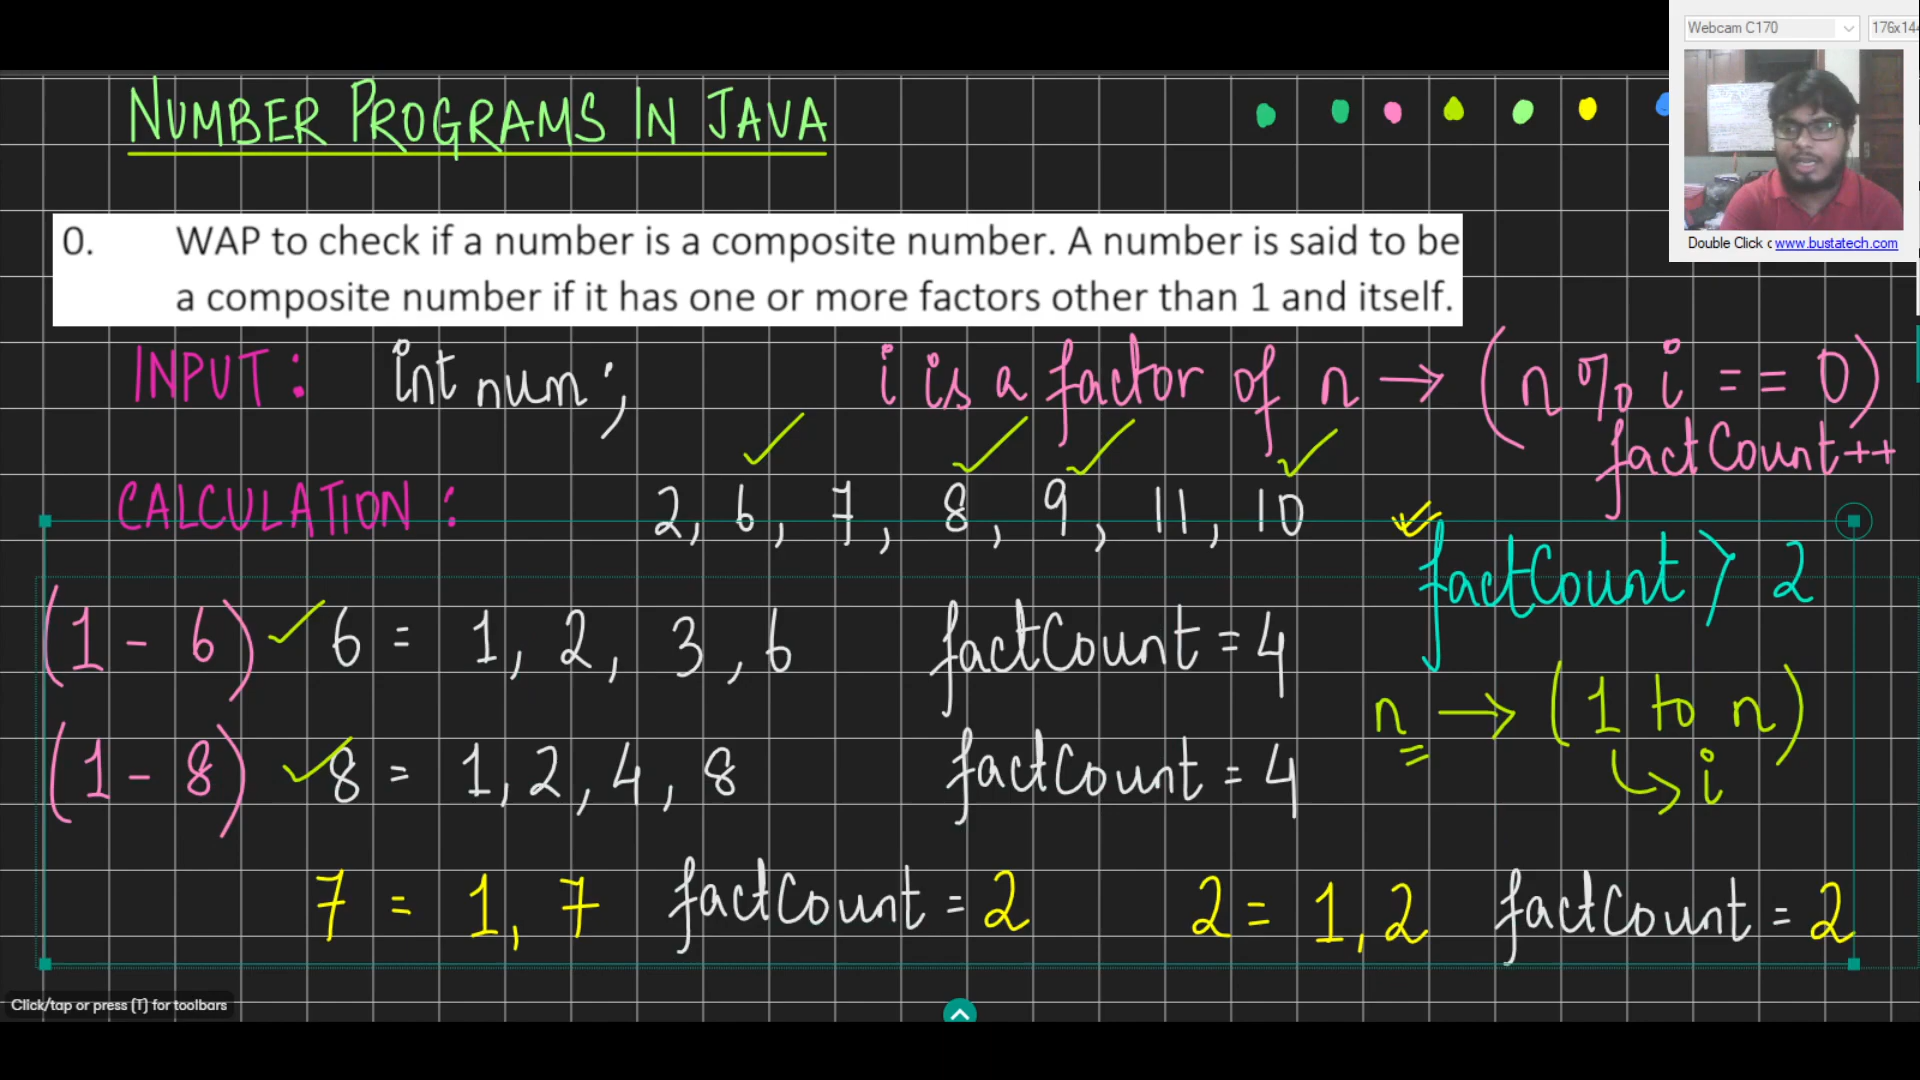 Webcam C170 176x144
NUMBER PROGRAMS IN JAVA
Double Click c www.bustatech.com
0. WAP to check if a number is a composite number. A number is said to be
a composite number if it has one or more factors other than 1 and itself.
INPUT: int num; i is a factor of n → (n % i == 0)
factCount++
CALCULATION: 2, 6, 7, 8, 9, 11, 10
factCount > 2
(1 - 6) 6 = 1, 2, 3, 6 factCount = 4
n → (1 to n)
(1 - 8) 8 = 1, 2, 4, 8 factCount = 4
↳ i
7 = 1, 7 factCount = 2 2 = 1, 2 factCount = 2
Click/tap or press (T) for toolbars